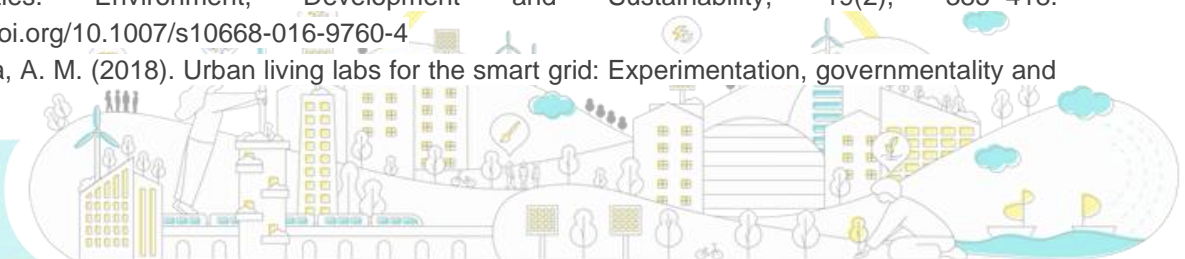 Environment, Development and Sustainability, 19(2),
oi.org/10.1007/s10668-016-9760-4
a, A. M. (2018). Urban living labs for the smart grid: Experimentation, governmentality and